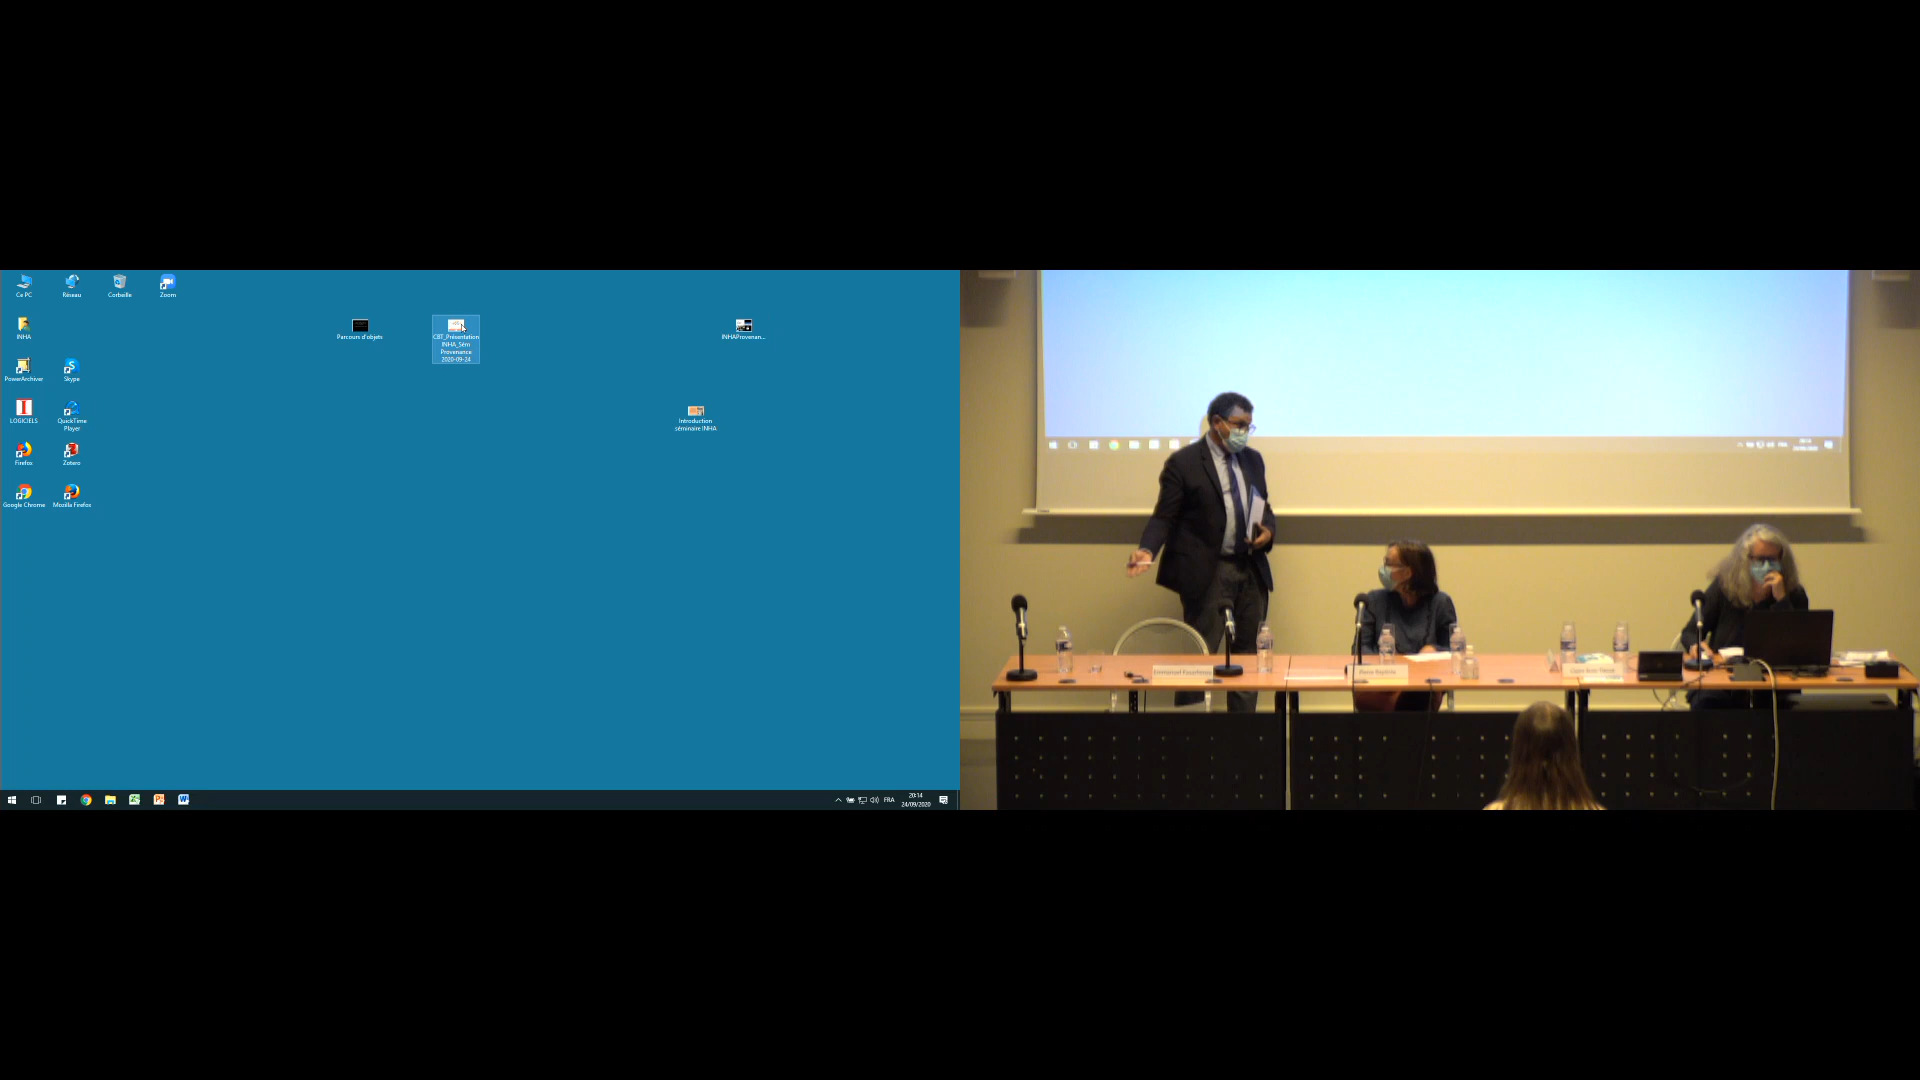 Ce PC
Réseau
Corbeille
Zoom
INHA
Parcours d'objets
CBT_Présentation
INHA_Sém
Provenance
2020-09-24
INHAProvenan...
PowerArchiver
Skype
LOGICIELS
QuickTime
Player
Introduction
séminaire INHA
Firefox
Zotero
Google Chrome
Mozilla Firefox
FRA
20:14
24/09/2020